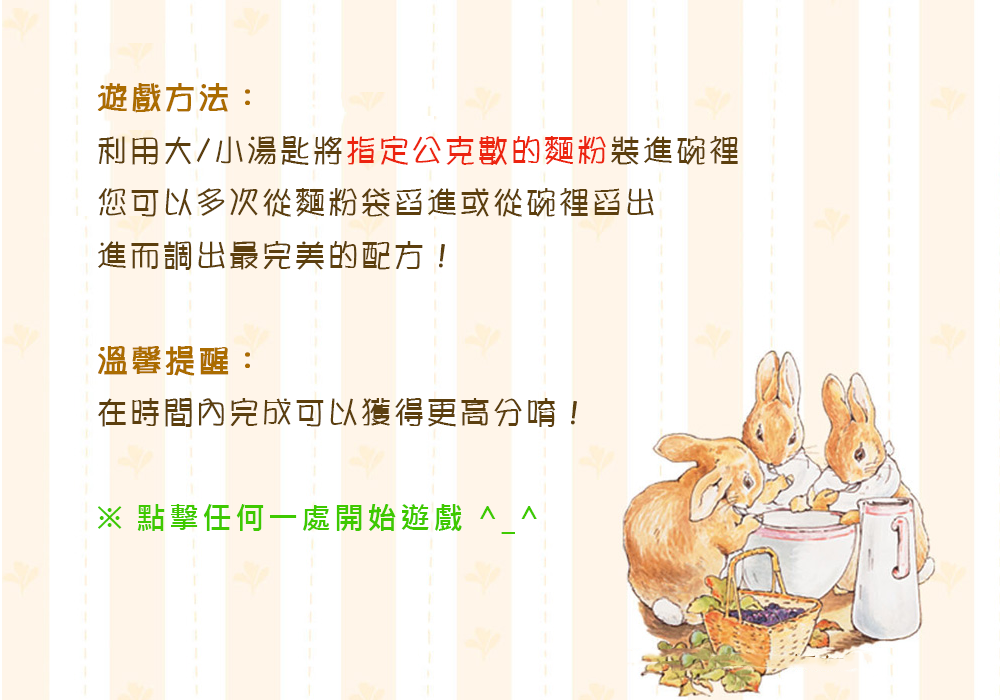 遊戲方法：
利用大/小湯匙將指定公克數的麵粉裝進碗裡
您可以多次從麵粉袋舀進或從碗裡舀出
進而調出最完美的配方！
溫馨提醒：
在時間內完成可以獲得更高分唷！
※ 點擊任何一處開始遊戲 ^_^